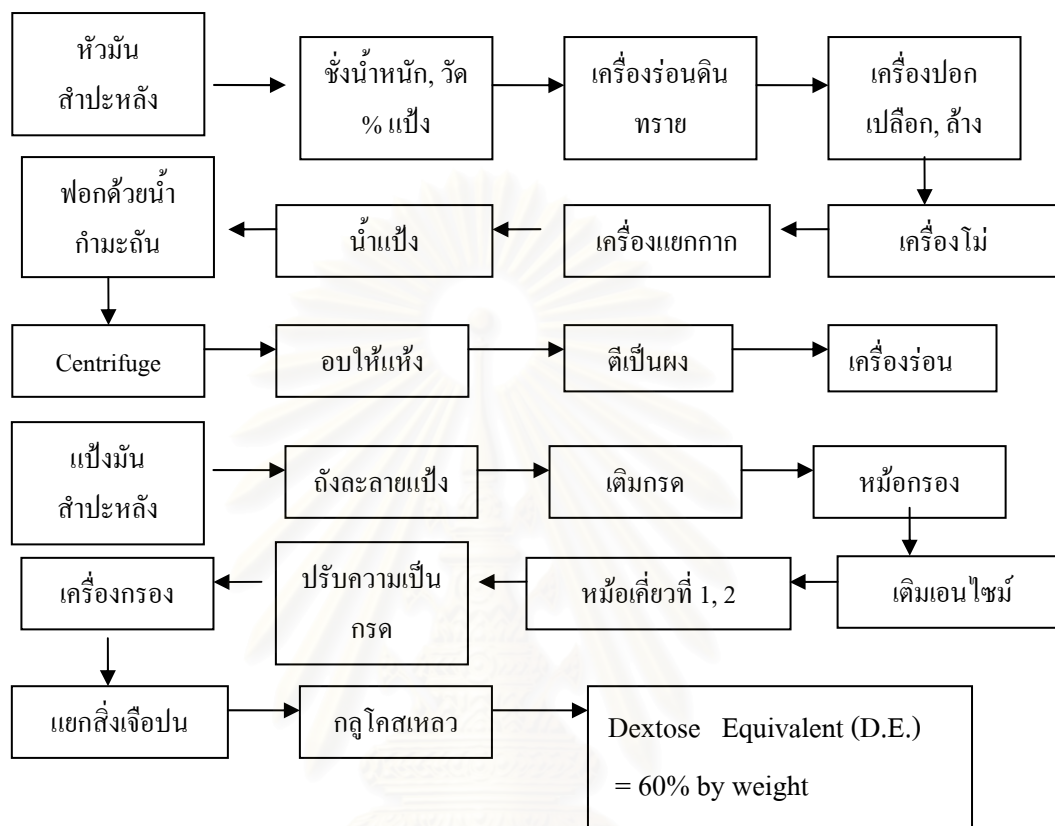 หัวมัน
สำปะหลัง
ชั่งน้ำหนัก, วัด
% แป้ง
เครื่องร่อนดิน
ทราย
เครื่องปอก
เปลือก, ล้าง
เครื่องโม่
เครื่องแยกกาก
น้ำแป้ง
ฟอกด้วยน้ำ
กำมะถัน
Centrifuge
อบให้แห้ง
ตีเป็นผง
เครื่องร่อน
แป้งมัน
สำปะหลัง
ถังละลายแป้ง
เติมกรด
หม้อกรอง
เติมเอนไซม์
หม้อเคี่ยวที่ 1, 2
ปรับความเป็น
กรด
เครื่องกรอง
แยกสิ่งเจือปน
กลูโคสเหลว
Dextose Equivalent (D.E.)
= 60% by weight